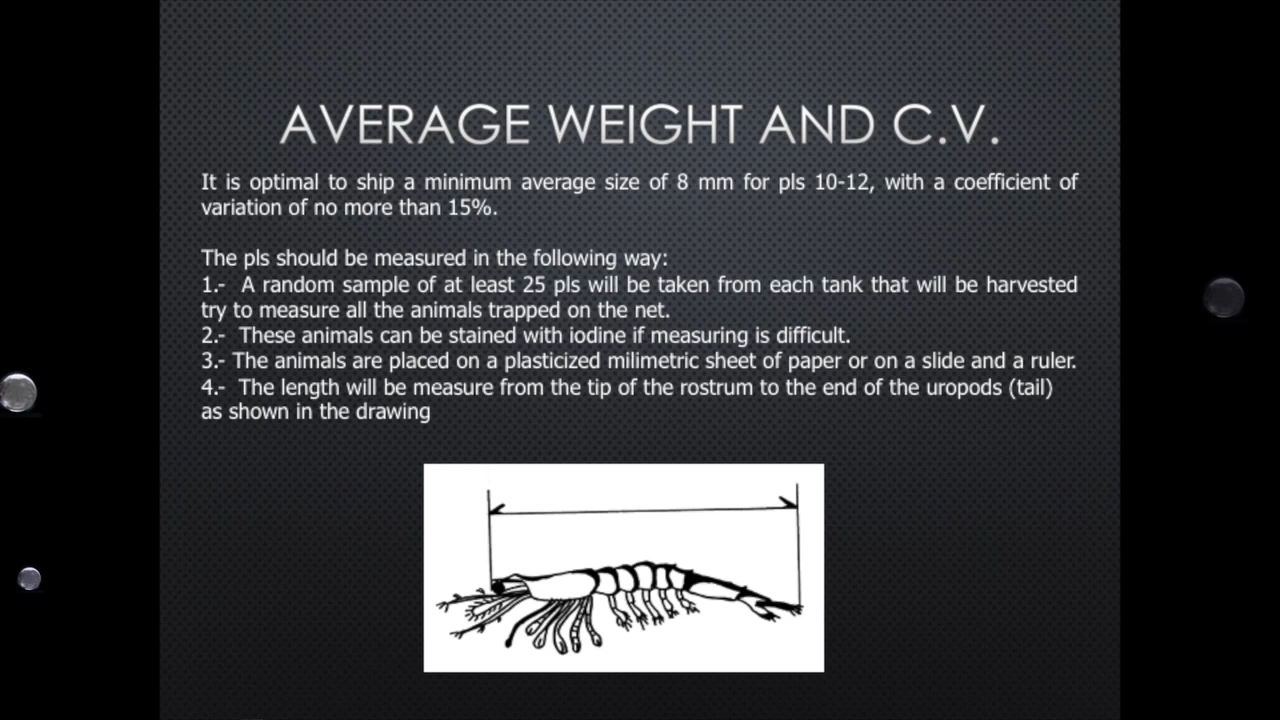 AVERAGE WEIGHT AND C.V.
It is optimal to ship a minimum average size of 8 mm for pls 10-12, with a coefficient of
variation of no more than 15%.
The pls should be measured in the following way:
1.- A random sample of at least 25 pls will be taken from each tank that will be harvested
try to measure all the animals trapped on the net.
2.- These animals can be stained with iodine if measuring is difficult.
3.- The animals are placed on a plasticized milimetric sheet of paper or on a slide and a ruler.
4.- The length will be measure from the tip of the rostrum to the end of the uropods (tail)
as shown in the drawing